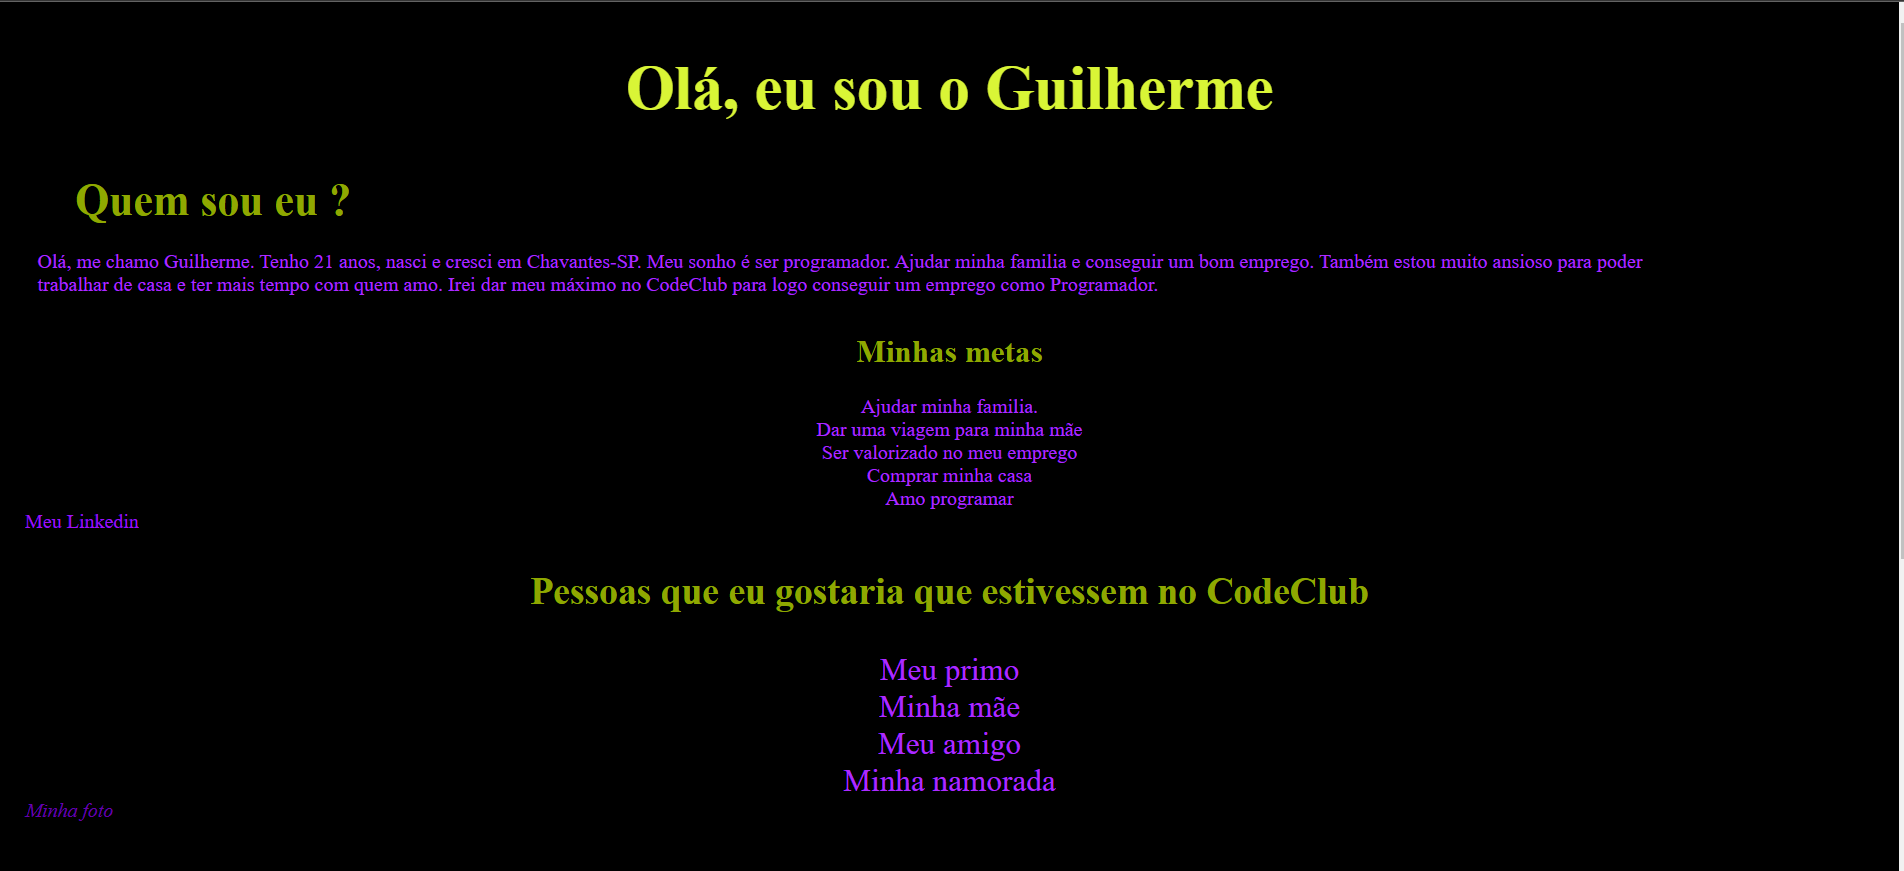 Olá, eu sou o Guilherme
Quem sou eu ?
Olá, me chamo Guilherme. Tenho 21 anos, nasci e cresci em Chavantes-SP. Meu sonho é ser programador. Ajudar minha familia e conseguir um bom emprego. Também estou muito ansioso para poder
trabalhar de casa e ter mais tempo com quem amo. Irei dar meu máximo no CodeClub para logo conseguir um emprego como Programador.
Minhas metas
Ajudar minha familia.
Dar uma viagem para minha mãe
Ser valorizado no meu emprego
Comprar minha casa
Amo programar
Meu Linkedin
Pessoas que eu gostaria que estivessem no CodeClub
Meu primo
Minha mãe
Meu amigo
Minha namorada
Minha foto